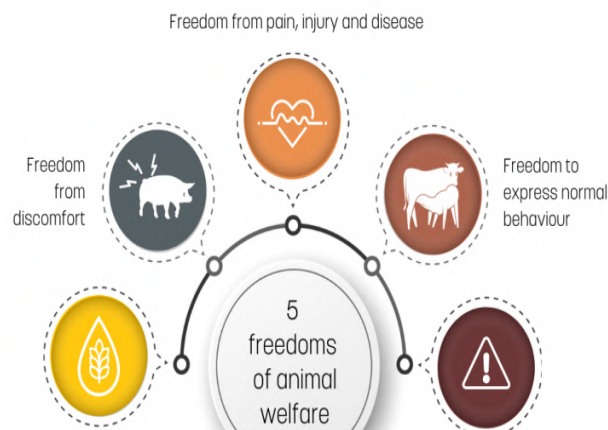 Freedom from pain, injury and disease
Freedom
from
discomfort
Freedom to
express normal
behaviour
5
freedoms
of animal
welfare